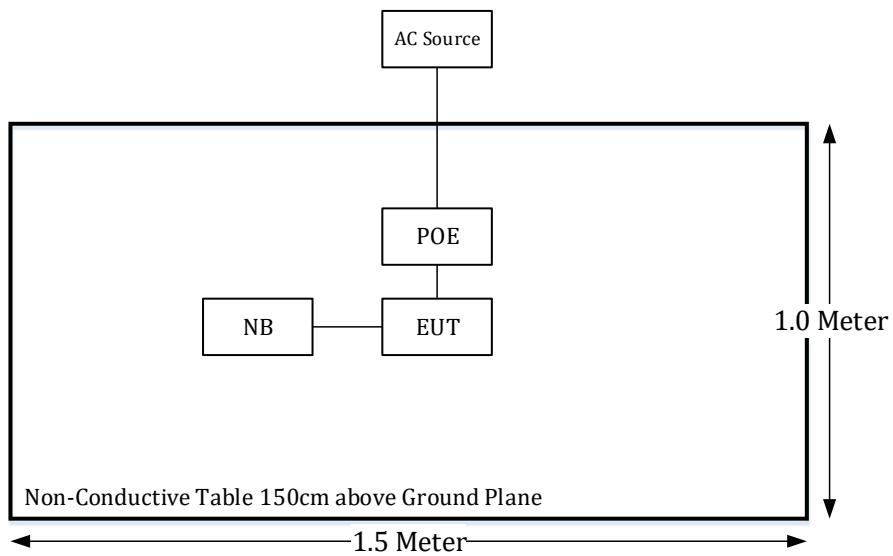 AC Source
POE
NB
EUT
1.0 Meter
Non-Conductive Table 150cm above Ground Plane
1.5 Meter